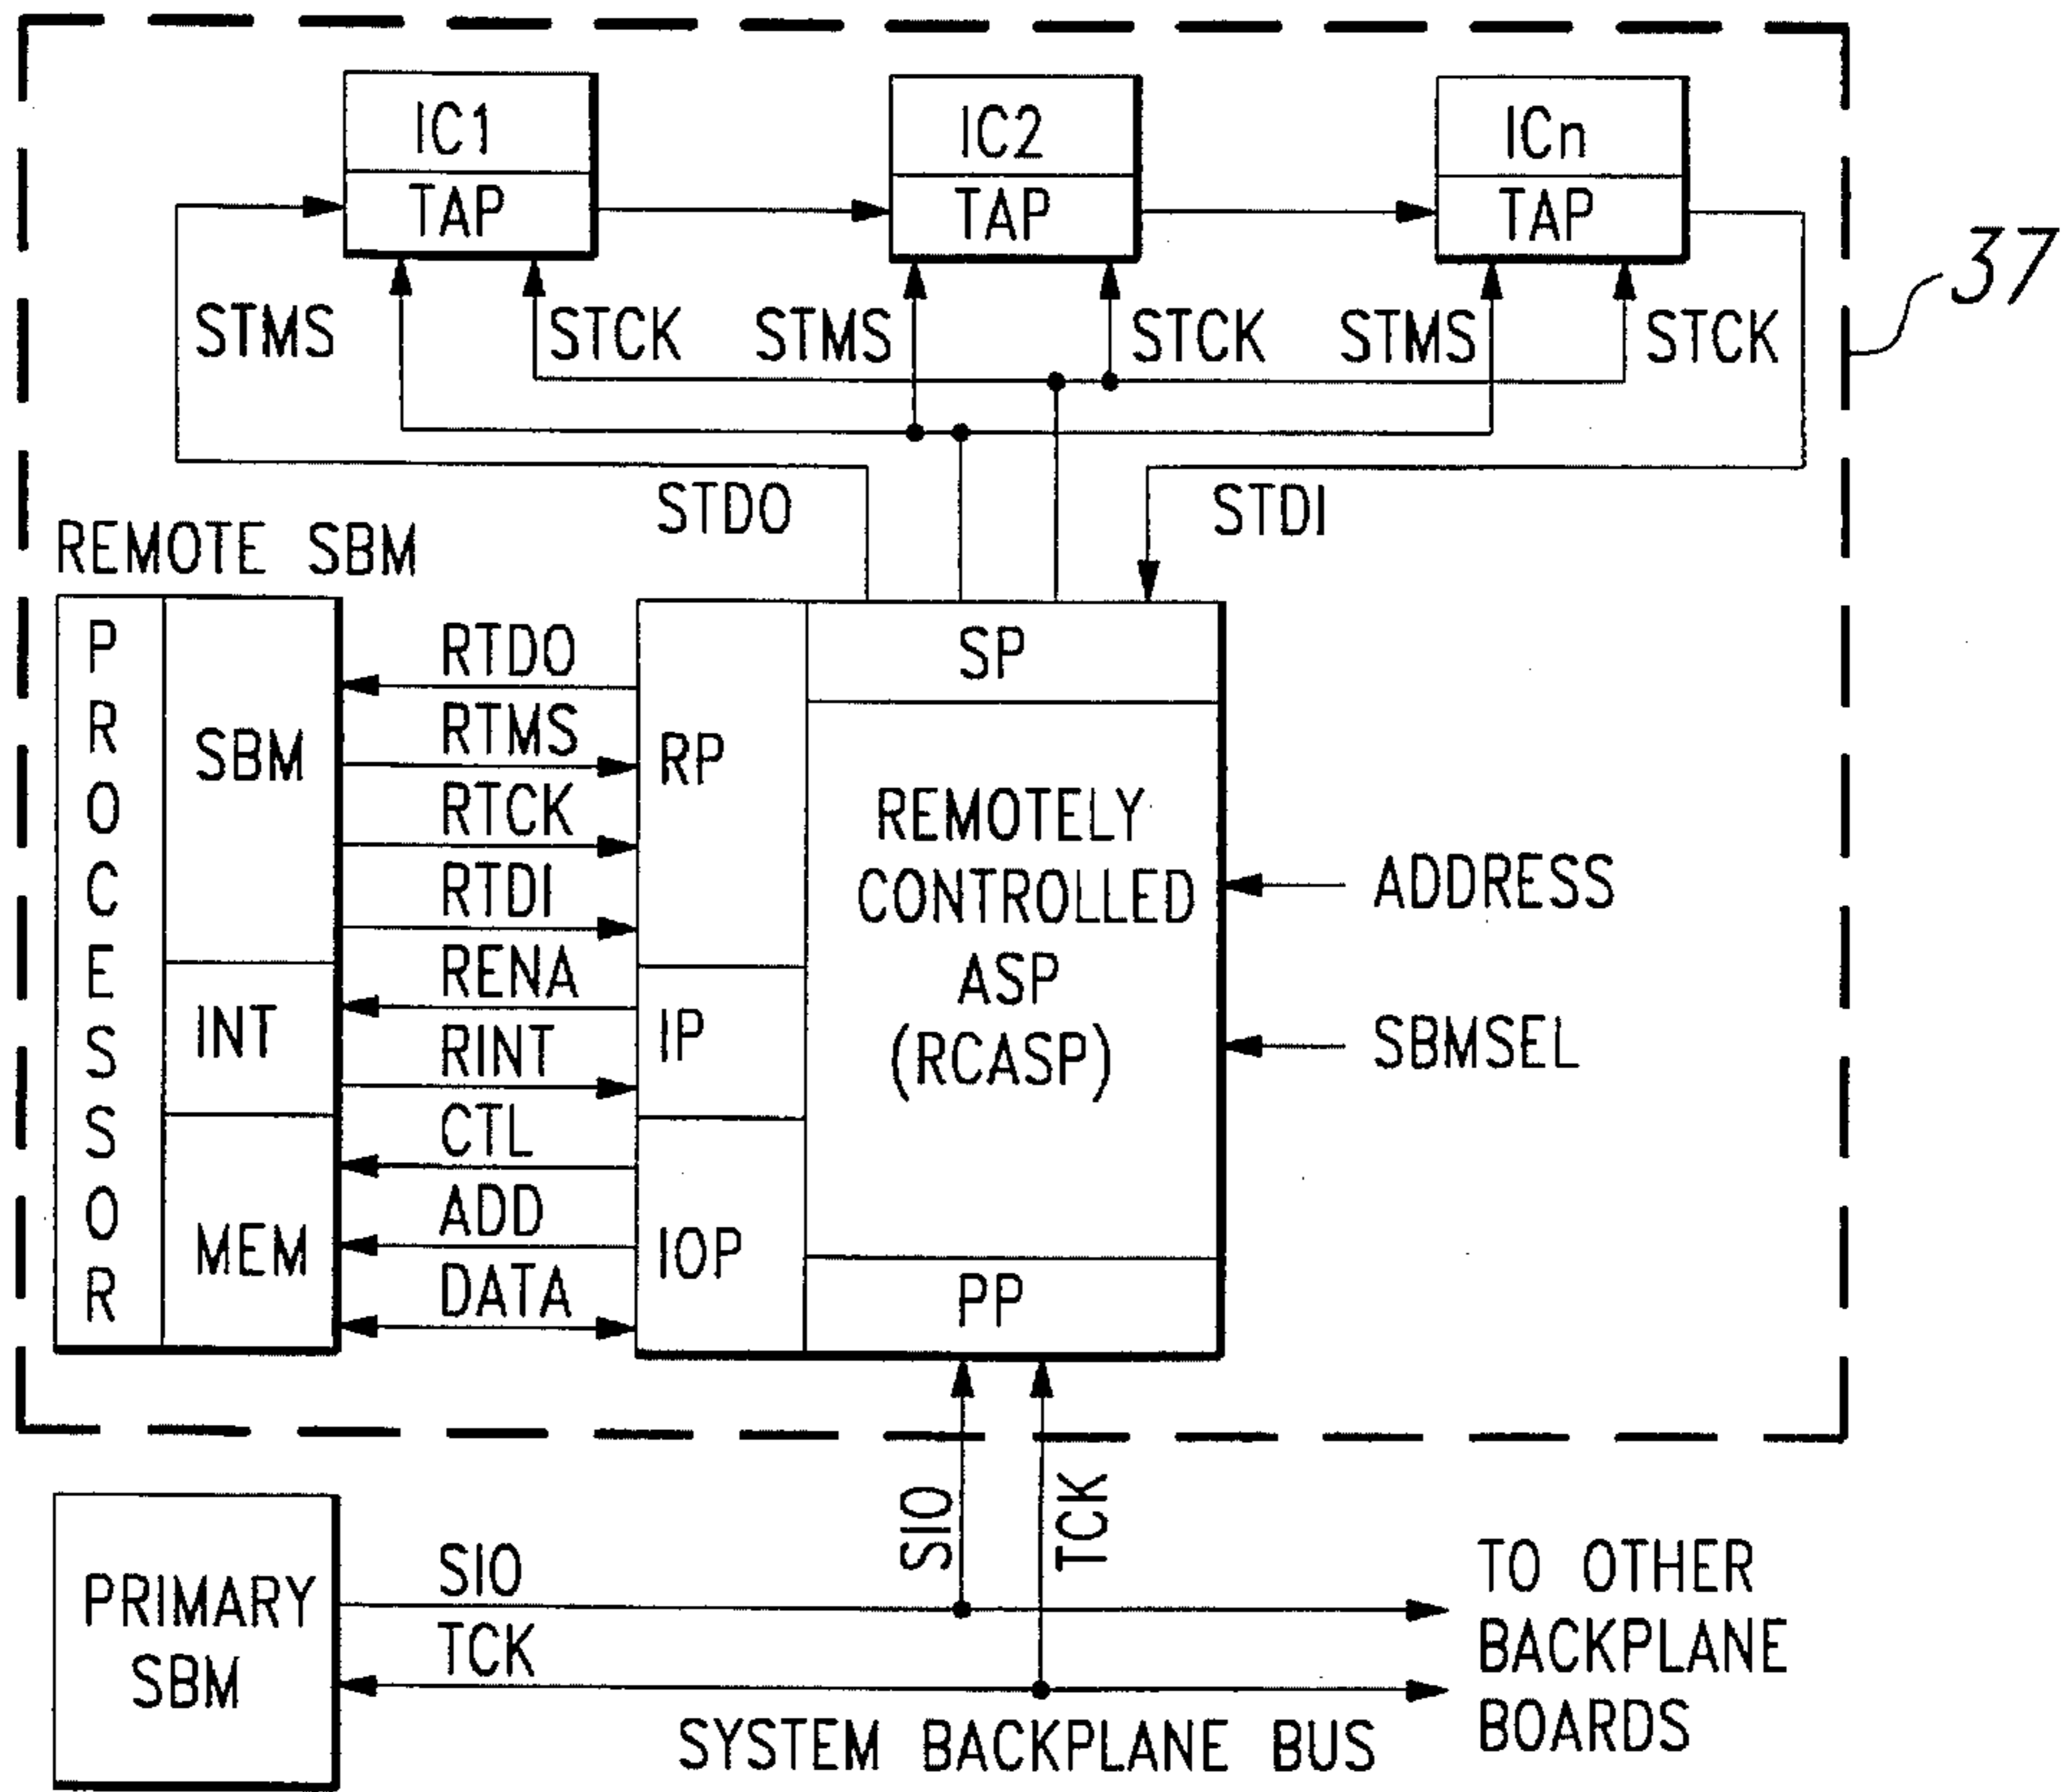 IC1
TAP
IC2
TAP
ICn
TAP
37
STMS
STCK
STMS
STCK
STMS
STCK
STDO
STDI
REMOTE SBM
PROCESSOR
SBM
INT
MEM
RTDO
RTMS
RTCK
RTDI
RENA
RINT
CTL
ADD
DATA
RP
IP
IOP
SP
REMOTELY
CONTROLLED
ASP
(RCASP)
PP
ADDRESS
SBMSEL
SIO
TCK
PRIMARY
SBM
SIO
TCK
SYSTEM BACKPLANE BUS
TO OTHER
BACKPLANE
BOARDS